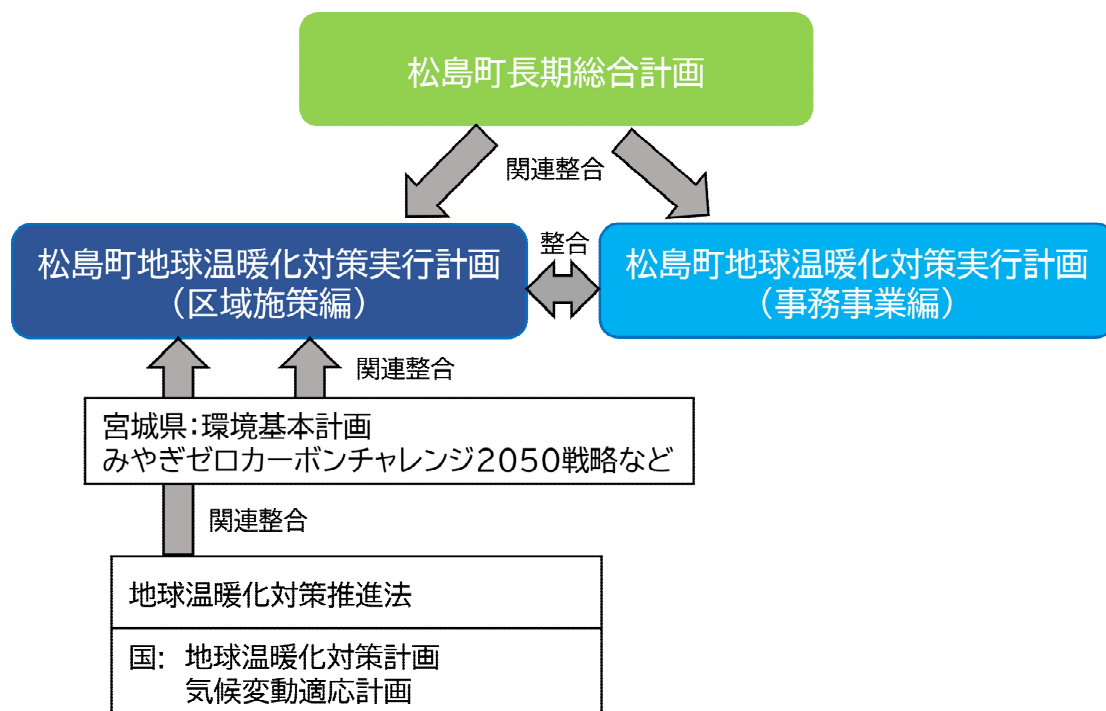 松島町長期総合計画
関連整合
松島町地球温暖化対策実行計画
(区域施策編)
整合
松島町地球温暖化対策実行計画
(事務事業編)
関連整合
宮城県:環境基本計画
みやぎゼロカーボンチャレンジ2050戦略など
関連整合
地球温暖化対策推進法
国: 地球温暖化対策計画
気候変動適応計画